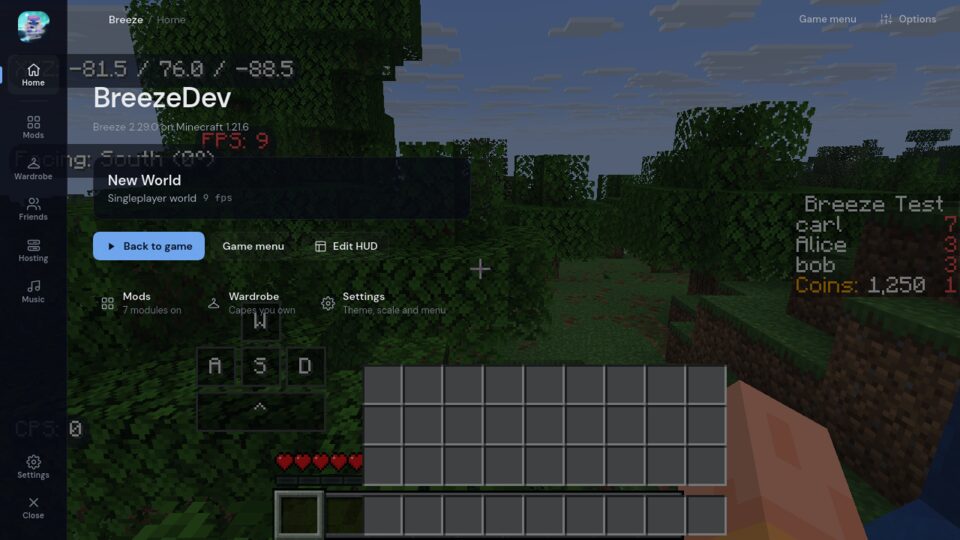 Breeze / Home
Game menu
Options
-81.5 / 76.0 / -88.5
Home
BreezeDev
Breeze 2.29.0 on Minecraft 1.21.6
FPS: 9
Mods
Facing: South (0°)
Wardrobe
New World
Singleplayer world 9 fps
Friends
Breeze Test
carl 7
Alice 3
bob 3
Coins: 1,250 1
Hosting
Back to game
Game menu
Edit HUD
Music
Mods
7 modules on
Wardrobe
Capes you own
Settings
Theme, scale and menu
W
A S D
^
CPS: 0
Settings
Close